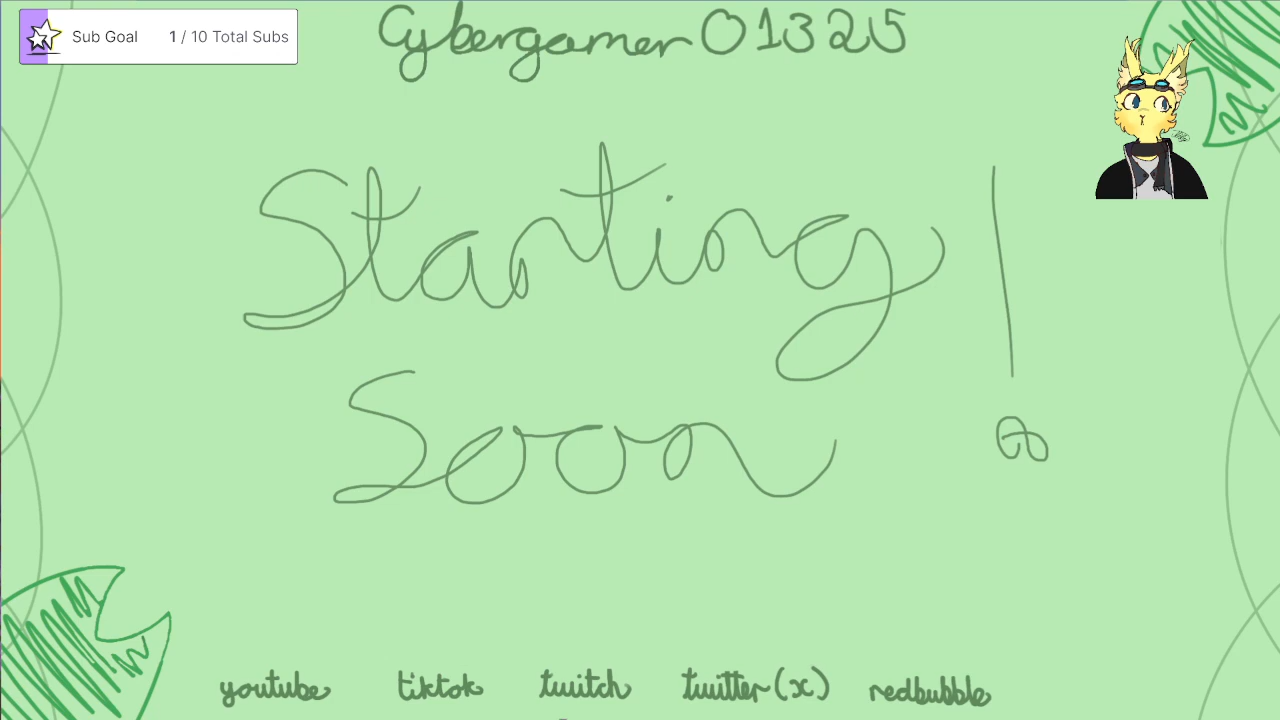 Sub Goal 1 / 10 Total Subs
Cybergamer01325
Starting
Soon!
youtube tiktok twitch twitter(x) redbubble